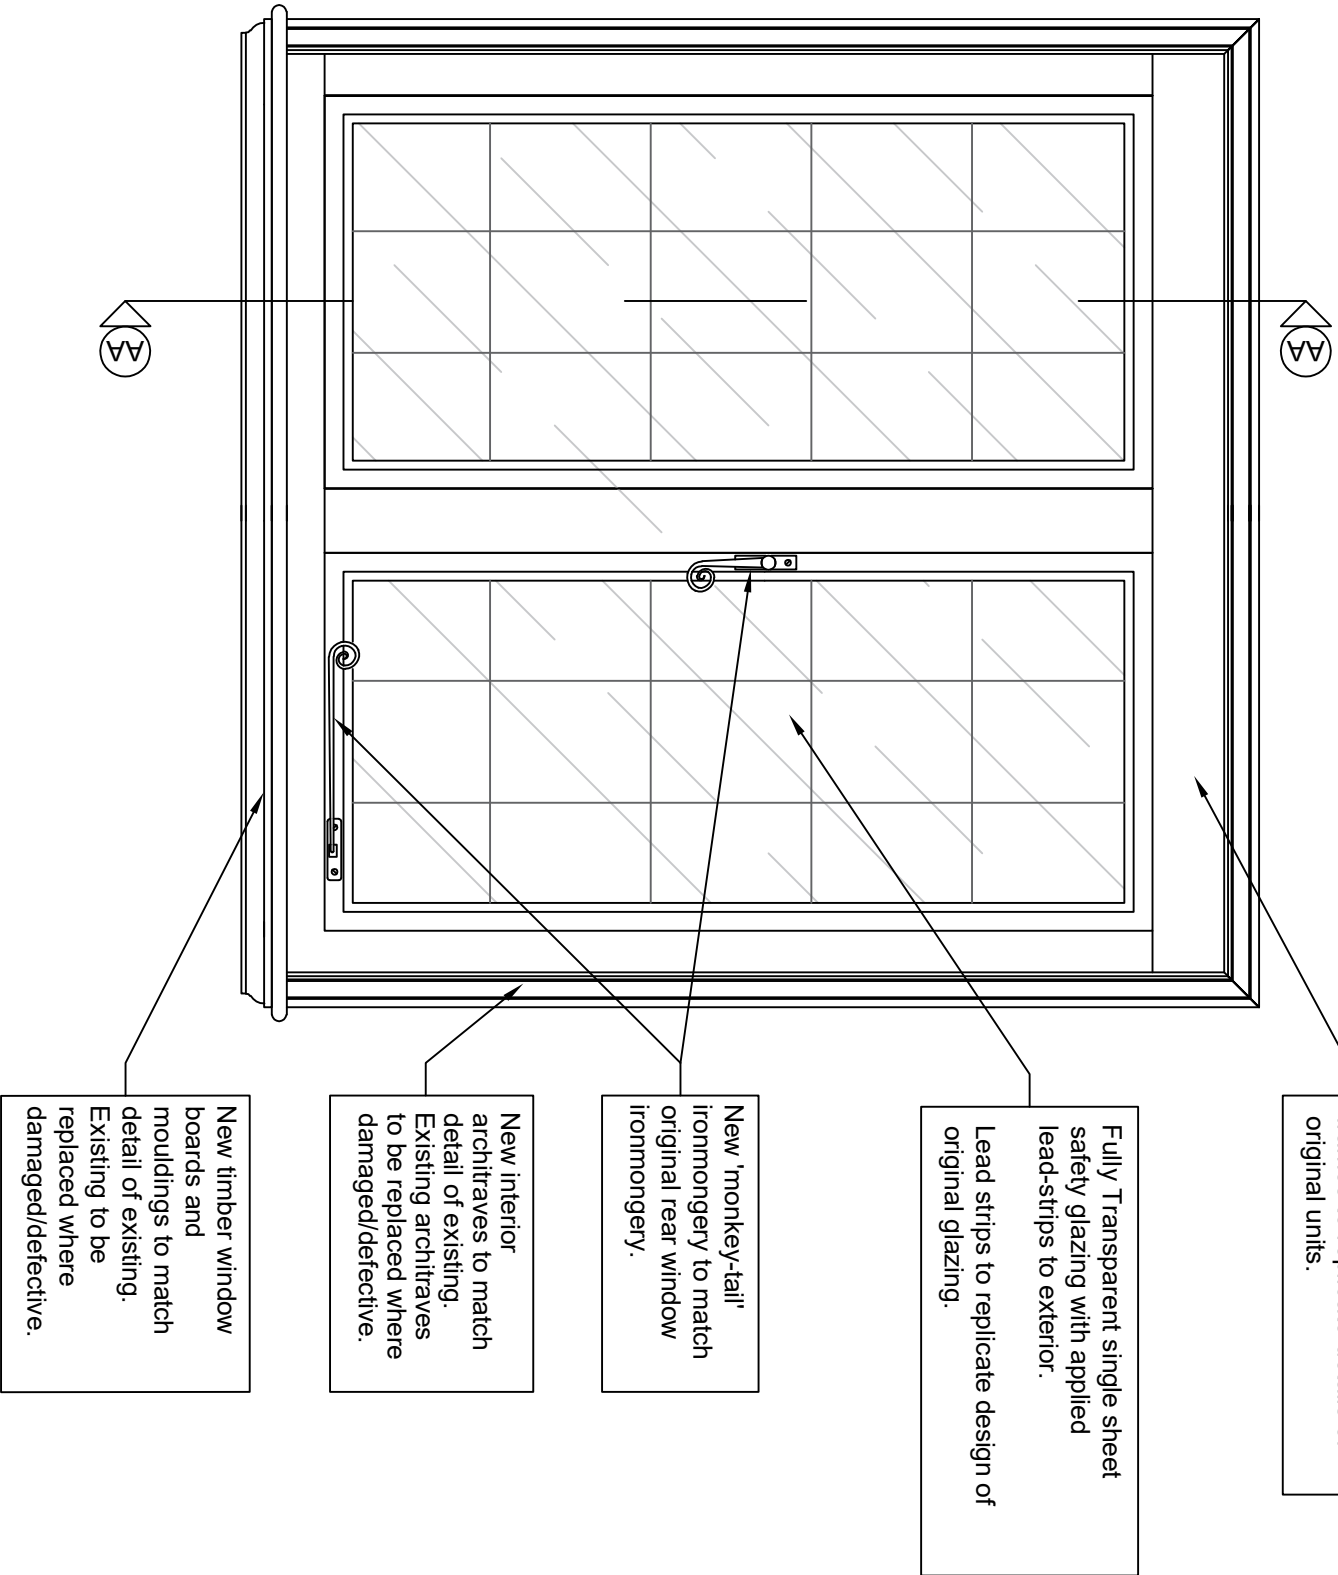 AA
AA
original units.
Fully Transparent single sheet
safety glazing with applied
lead-strips to exterior.
Lead strips to replicate design of
original glazing.
New 'monkey-tail'
ironmongery to match
original rear window
ironmongery.
New interior
architraves to match
detail of existing.
Existing architraves
to be replaced where
damaged/defective.
New timber window
boards and
mouldings to match
detail of existing.
Existing to be
replaced where
damaged/defective.